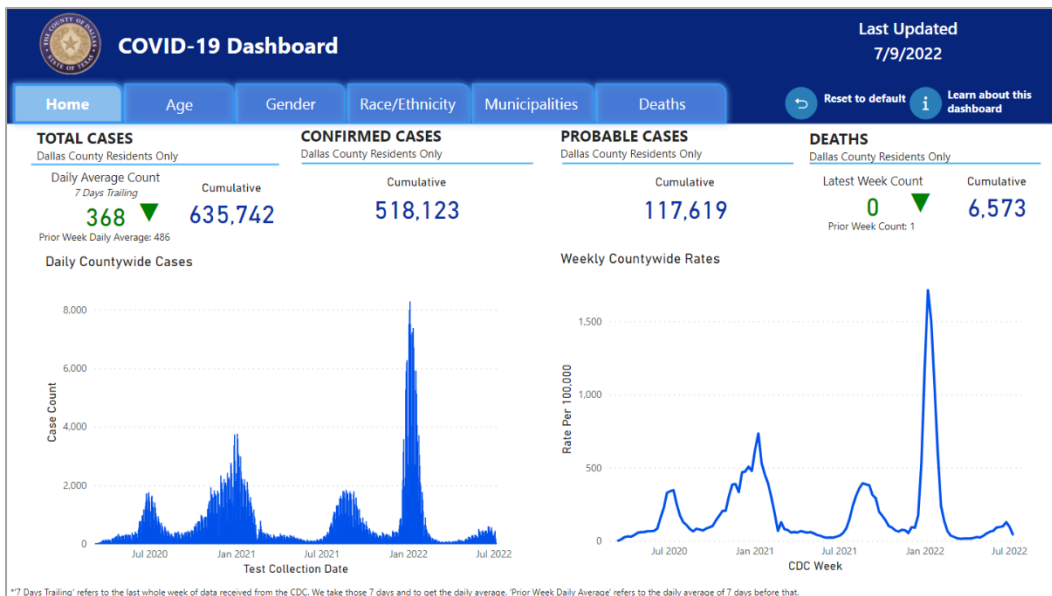 COVID-19 Dashboard
Last Updated
7/9/2022
Home
Age
Gender
Race/Ethnicity
Municipalities
Deaths
Reset to default
i
Learn about this
dashboard
TOTAL CASES
Dallas County Residents Only
Daily Average Count
7 Days Trailing
368
Prior Week Daily Average: 486
Cumulative
635,742
CONFIRMED CASES
Dallas County Residents Only
Cumulative
518,123
PROBABLE CASES
Dallas County Residents Only
Cumulative
117,619
DEATHS
Dallas County Residents Only
Latest Week Count
0
Prior Week Count: 1
Cumulative
6,573
Daily Countywide Cases
Case Count
8,000
6,000
4,000
2,000
0
Jul 2020
Jan 2021
Jul 2021
Jan 2022
Jul 2022
Test Collection Date
Weekly Countywide Rates
Rate Per 100,000
1,500
1,000
500
0
Jul 2020
Jan 2021
Jul 2021
Jan 2022
Jul 2022
CDC Week
*'7 Days Trailing' refers to the last whole week of data received from the CDC. We take those 7 days and to get the daily average. 'Prior Week Daily Average' refers to the daily average of 7 days before that.